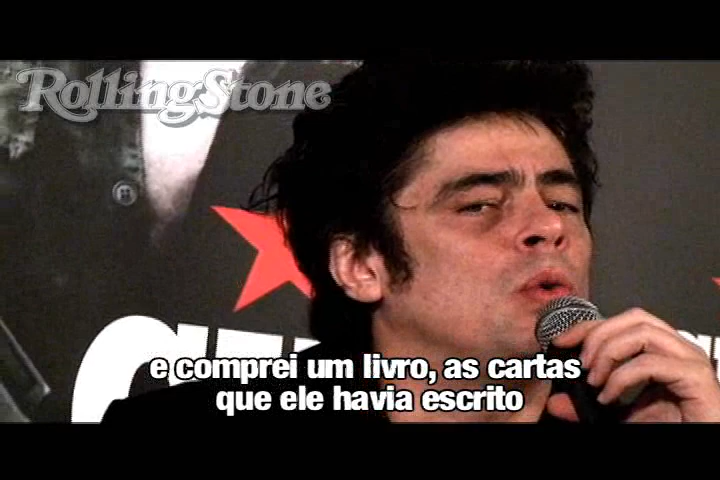 RollingStone
e comprei um livro, as cartas
que ele havia escrito